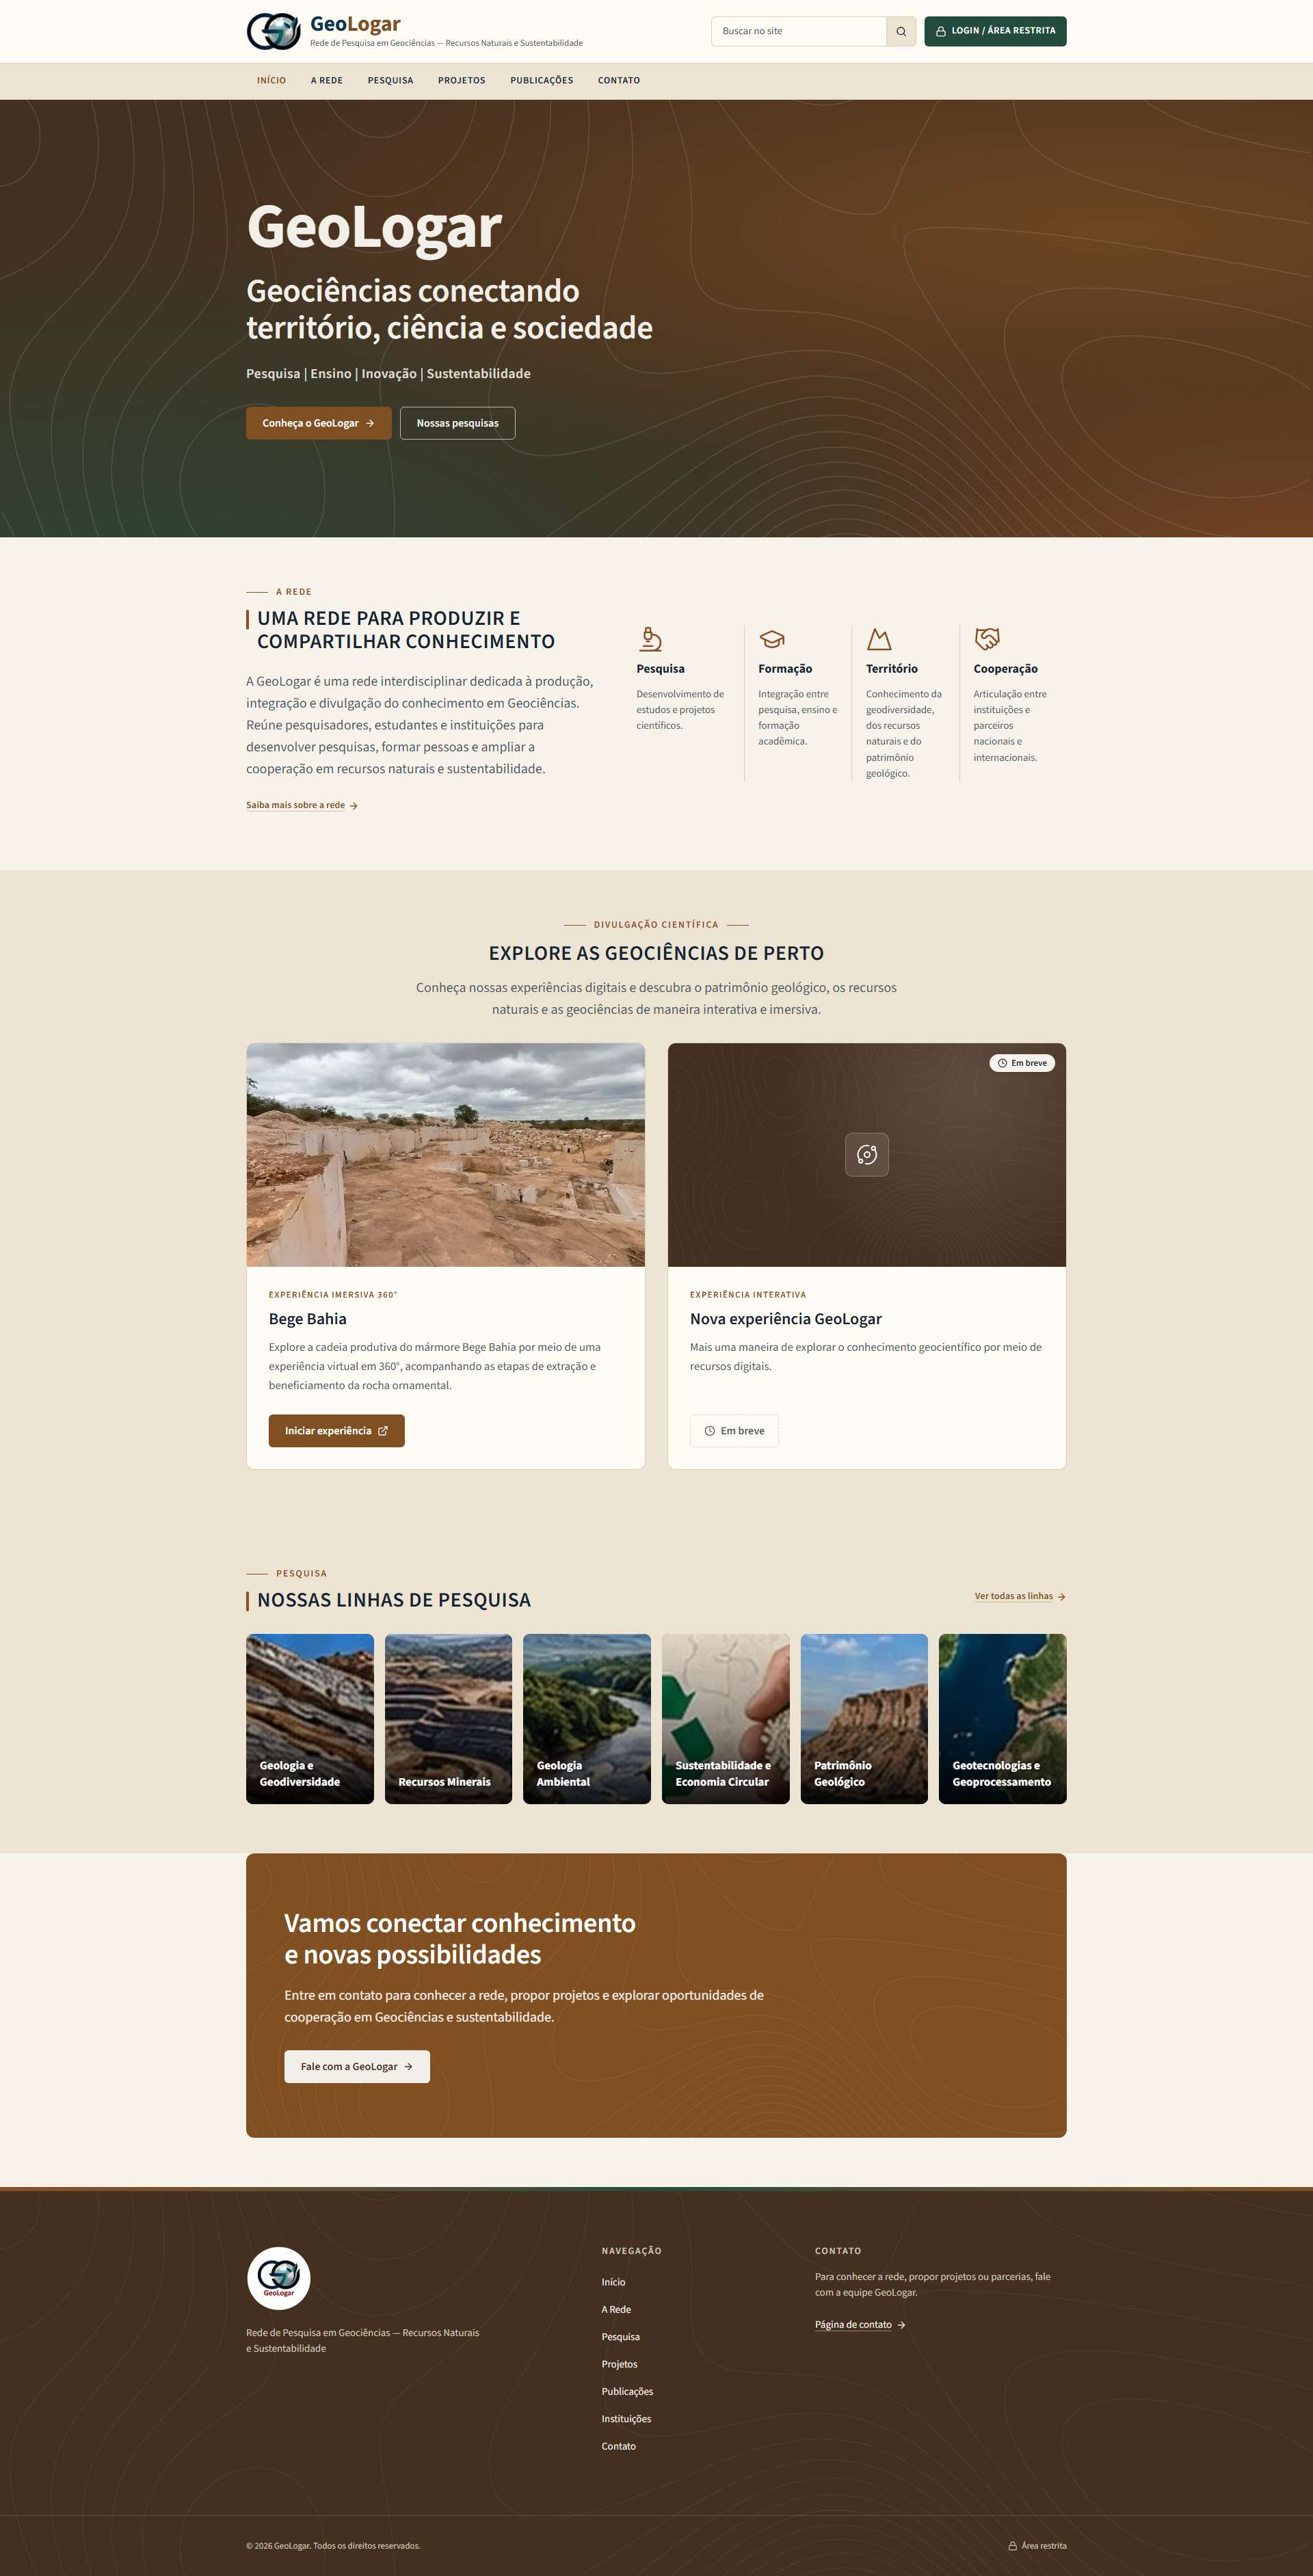 GeoLogar
Rede de Pesquisa em Geociências — Recursos Naturais e Sustentabilidade
Buscar no site
LOGIN / ÁREA RESTRITA
INÍCIO
A REDE
PESQUISA
PROJETOS
PUBLICAÇÕES
CONTATO
GeoLogar
Geociências conectando
território, ciência e sociedade
Pesquisa | Ensino | Inovação | Sustentabilidade
Conheça o GeoLogar
Nossas pesquisas
A REDE
UMA REDE PARA PRODUZIR E
COMPARTILHAR CONHECIMENTO
A GeoLogar é uma rede interdisciplinar dedicada à produção,
integração e divulgação do conhecimento em Geociências.
Reúne pesquisadores, estudantes e instituições para
desenvolver pesquisas, formar pessoas e ampliar a
cooperação em recursos naturais e sustentabilidade.
Saiba mais sobre a rede
Pesquisa
Desenvolvimento de
estudos e projetos
científicos.
Formação
Integração entre
pesquisa, ensino e
formação
acadêmica.
Território
Conhecimento da
geodiversidade,
dos recursos
naturais e do
patrimônio
geológico.
Cooperação
Articulação entre
instituições e
parceiros
nacionais e
internacionais.
DIVULGAÇÃO CIENTÍFICA
EXPLORE AS GEOCIÊNCIAS DE PERTO
Conheça nossas experiências digitais e descubra o patrimônio geológico, os recursos
naturais e as geociências de maneira interativa e imersiva.
EXPERIÊNCIA IMERSIVA 360°
Bege Bahia
Explore a cadeia produtiva do mármore Bege Bahia por meio de uma
experiência virtual em 360°, acompanhando as etapas de extração e
beneficiamento da rocha ornamental.
Iniciar experiência
Em breve
EXPERIÊNCIA INTERATIVA
Nova experiência GeoLogar
Mais uma maneira de explorar o conhecimento geocientífico por meio de
recursos digitais.
Em breve
PESQUISA
NOSSAS LINHAS DE PESQUISA
Ver todas as linhas
Geologia e
Geodiversidade
Recursos Minerais
Geologia
Ambiental
Sustentabilidade e
Economia Circular
Patrimônio
Geológico
Geotecnologias e
Geoprocessamento
Vamos conectar conhecimento
e novas possibilidades
Entre em contato para conhecer a rede, propor projetos e explorar oportunidades de
cooperação em Geociências e sustentabilidade.
Fale com a GeoLogar
GeoLogar
Rede de Pesquisa em Geociências — Recursos Naturais
e Sustentabilidade
NAVEGAÇÃO
Início
A Rede
Pesquisa
Projetos
Publicações
Instituições
Contato
CONTATO
Para conhecer a rede, propor projetos ou parcerias, fale
com a equipe GeoLogar.
Página de contato
© 2026 GeoLogar. Todos os direitos reservados.
Área restrita